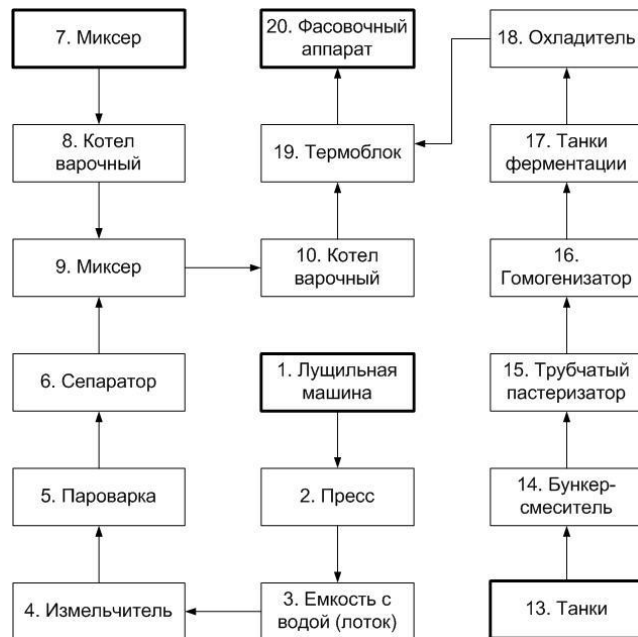 7. Миксер
20. Фасовочный
аппарат
18. Охладитель
8. Котел
варочный
19. Термоблок
17. Танки
ферментации
9. Миксер
10. Котел
варочный
16.
Гомогенизатор
6. Сепаратор
1. Лущильная
машина
15. Трубчатый
пастеризатор
5. Пароварка
2. Пресс
14. Бункер-
смеситель
4. Измельчитель
3. Емкость с
водой (лоток)
13. Танки